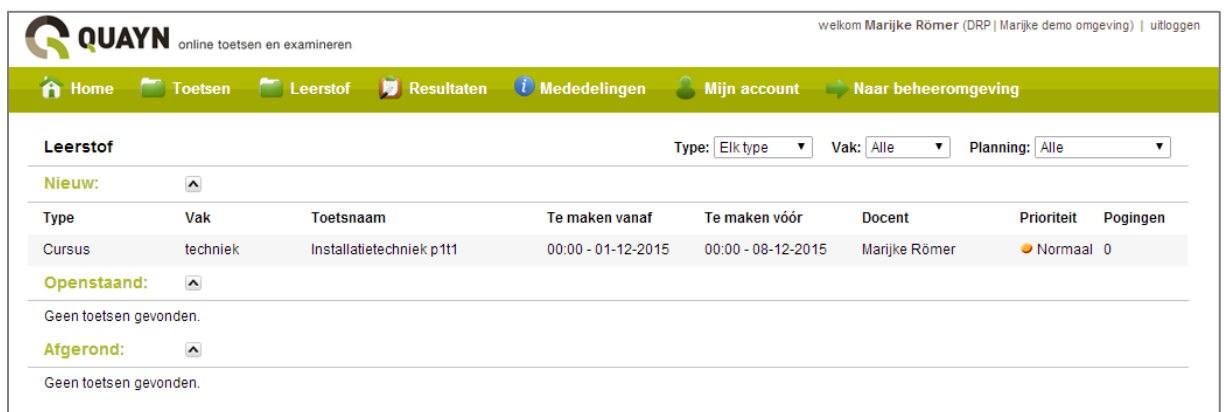 QUAYN online toetsen en examineren
welkom Marijke Römer (DRP | Marijke demo omgeving) | uitloggen
Home Toetsen Leerstof Resultaten Mededelingen Mijn account Naar beheeromgeving
Leerstof Type: Elk type Vak: Alle Planning: Alle
Nieuw:
Type Vak Toetsnaam Te maken vanaf Te maken vóór Docent Prioriteit Pogingen
Cursus techniek Installatietechniek p1t1 00:00 - 01-12-2015 00:00 - 08-12-2015 Marijke Römer Normaal 0
Openstaand:
Geen toetsen gevonden.
Afgerond:
Geen toetsen gevonden.